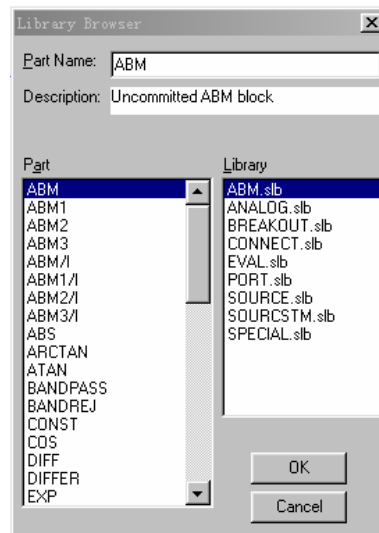 Library Browser
Part Name: ABM
Description: Uncommitted ABM block
Part
ABM
ABM1
ABM2
ABM3
ABM/I
ABM1/I
ABM2/I
ABM3/I
ABS
ARCTAN
ATAN
BANDPASS
BANDREJ
CONST
COS
DIFF
DIFFER
EXP
Library
ABM.slb
ANALOG.slb
BREAKOUT.slb
CONNECT.slb
EVAL.slb
PORT.slb
SOURCE.slb
SOURCSTM.slb
SPECIAL.slb
OK
Cancel